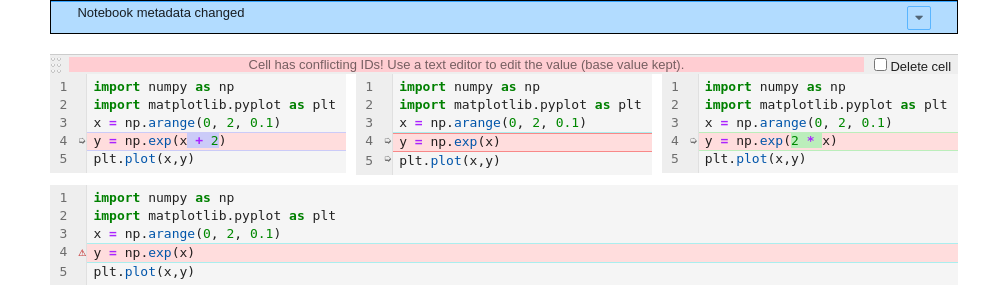 Notebook metadata changed
Cell has conflicting IDs! Use a text editor to edit the value (base value kept).
Delete cell
1 import numpy as np
2 import matplotlib.pyplot as plt
3 x = np.arange(0, 2, 0.1)
4 y = np.exp(x + 2)
5 plt.plot(x,y)
1 import numpy as np
2 import matplotlib.pyplot as plt
3 x = np.arange(0, 2, 0.1)
4 y = np.exp(x)
5 plt.plot(x,y)
1 import numpy as np
2 import matplotlib.pyplot as plt
3 x = np.arange(0, 2, 0.1)
4 y = np.exp(2 * x)
5 plt.plot(x,y)
1 import numpy as np
2 import matplotlib.pyplot as plt
3 x = np.arange(0, 2, 0.1)
4 y = np.exp(x)
5 plt.plot(x,y)